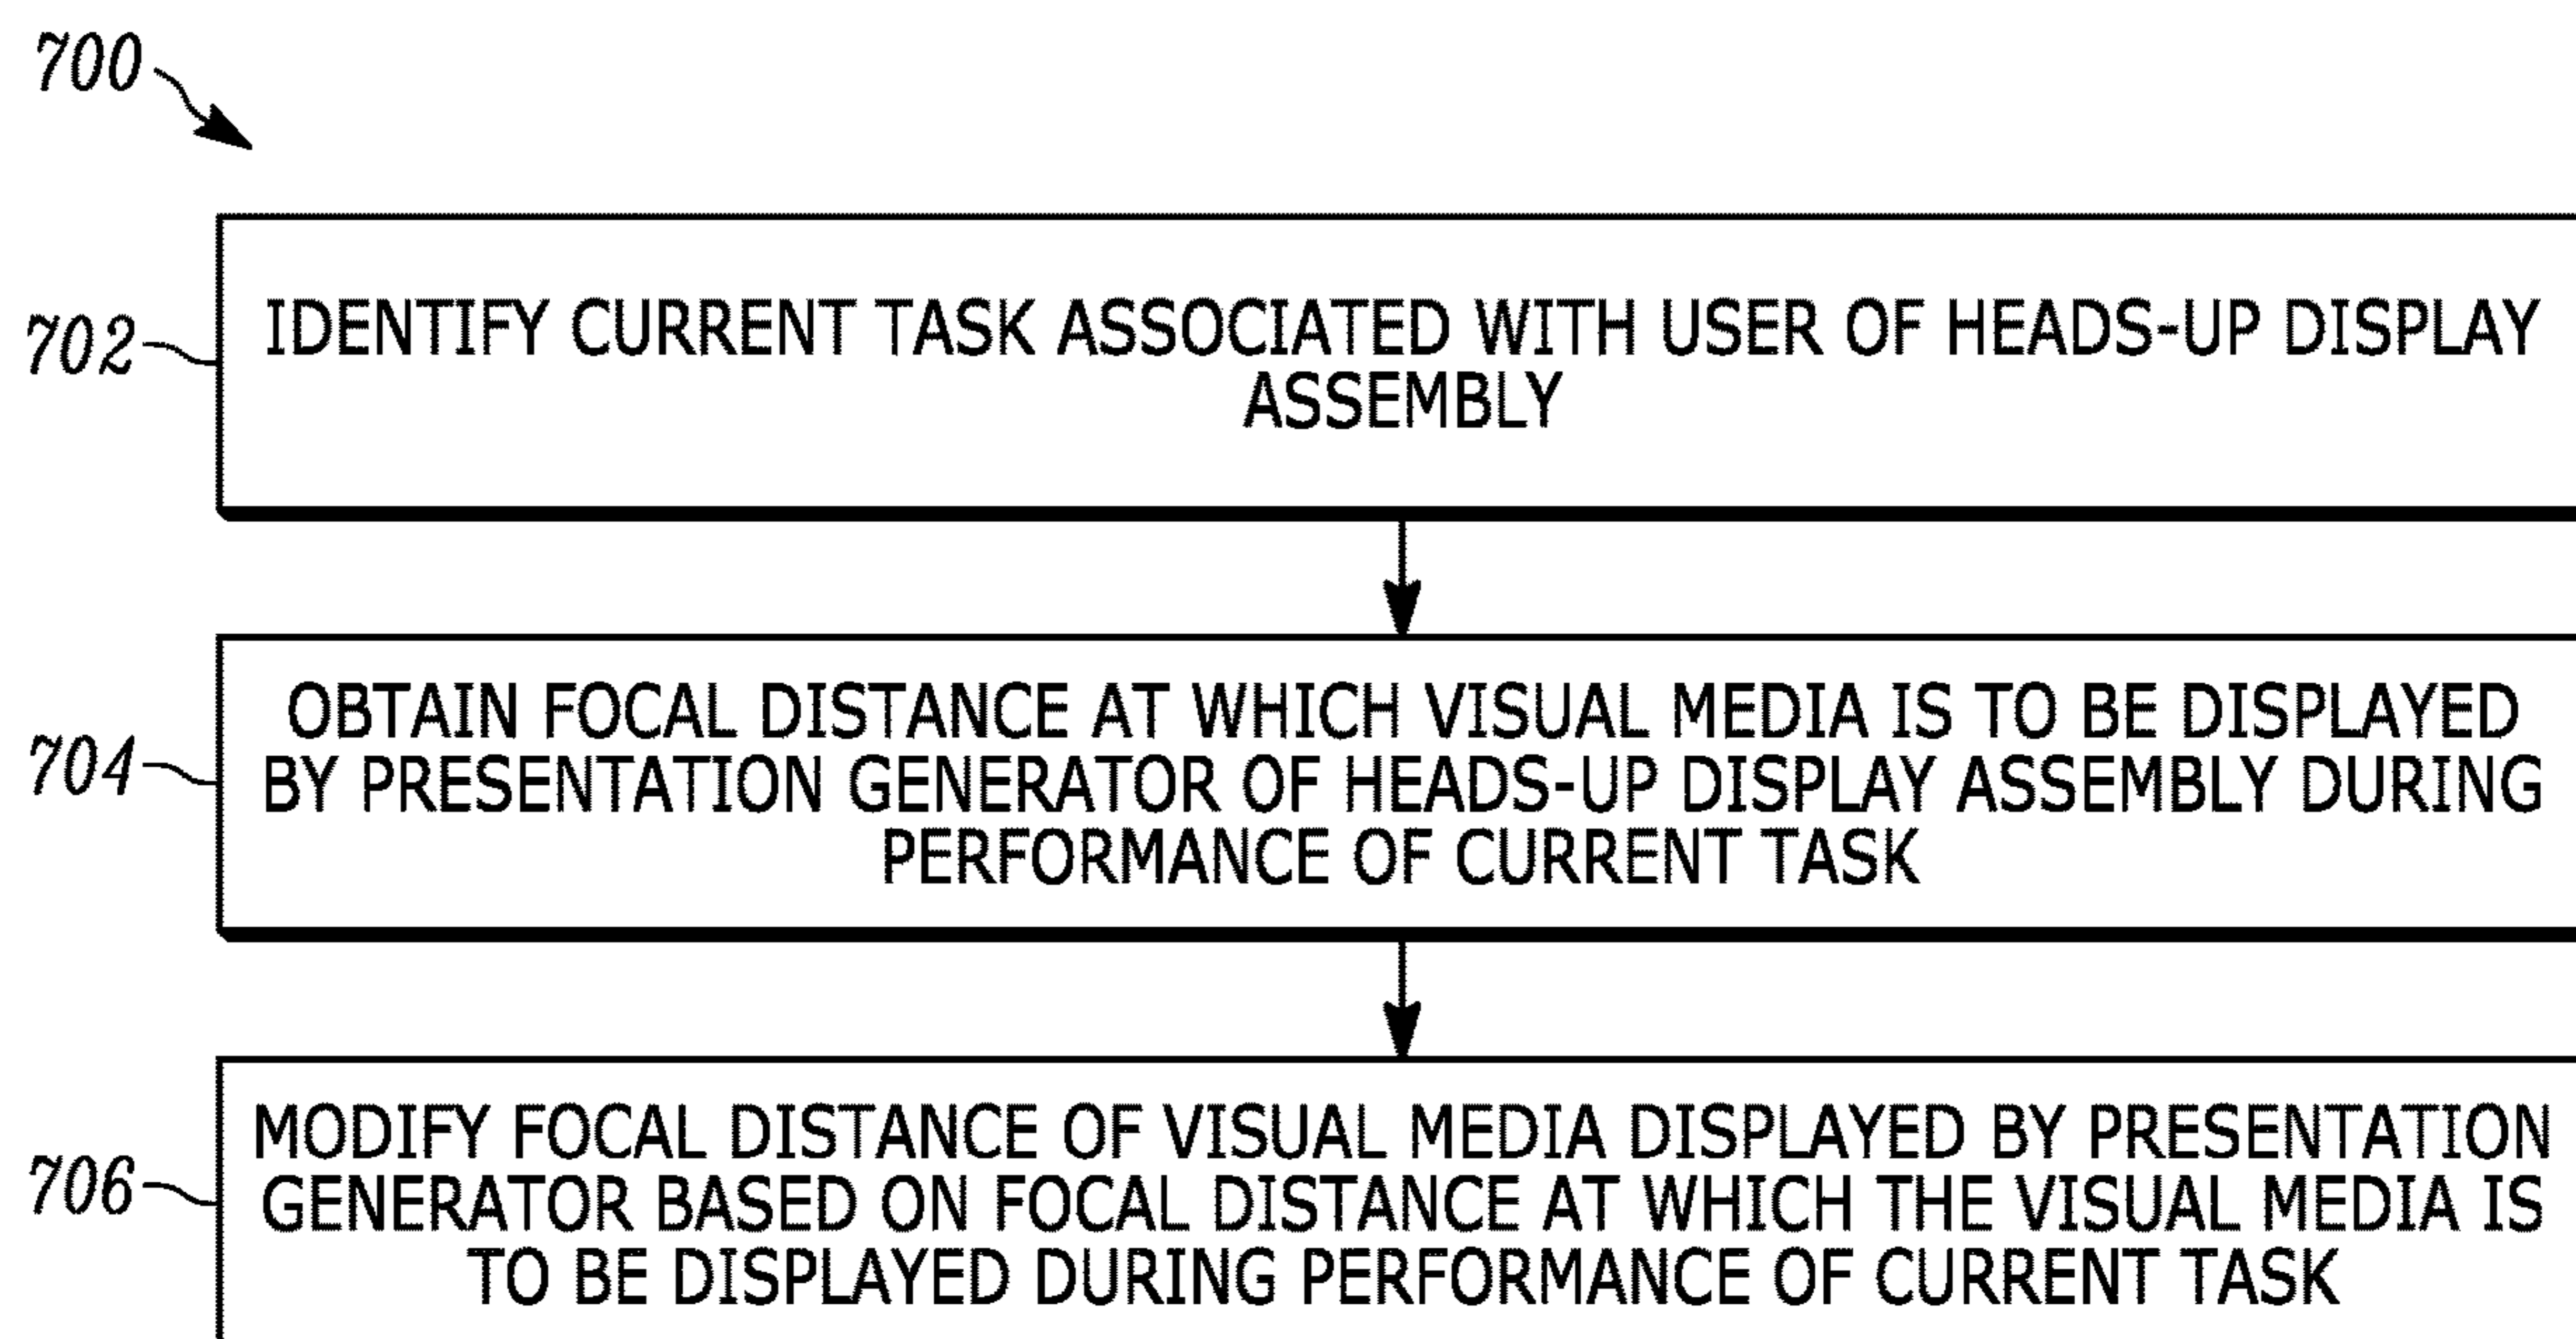 700
702
IDENTIFY CURRENT TASK ASSOCIATED WITH USER OF HEADS-UP DISPLAY
ASSEMBLY
704
OBTAIN FOCAL DISTANCE AT WHICH VISUAL MEDIA IS TO BE DISPLAYED
BY PRESENTATION GENERATOR OF HEADS-UP DISPLAY ASSEMBLY DURING
PERFORMANCE OF CURRENT TASK
706
MODIFY FOCAL DISTANCE OF VISUAL MEDIA DISPLAYED BY PRESENTATION
GENERATOR BASED ON FOCAL DISTANCE AT WHICH THE VISUAL MEDIA IS
TO BE DISPLAYED DURING PERFORMANCE OF CURRENT TASK